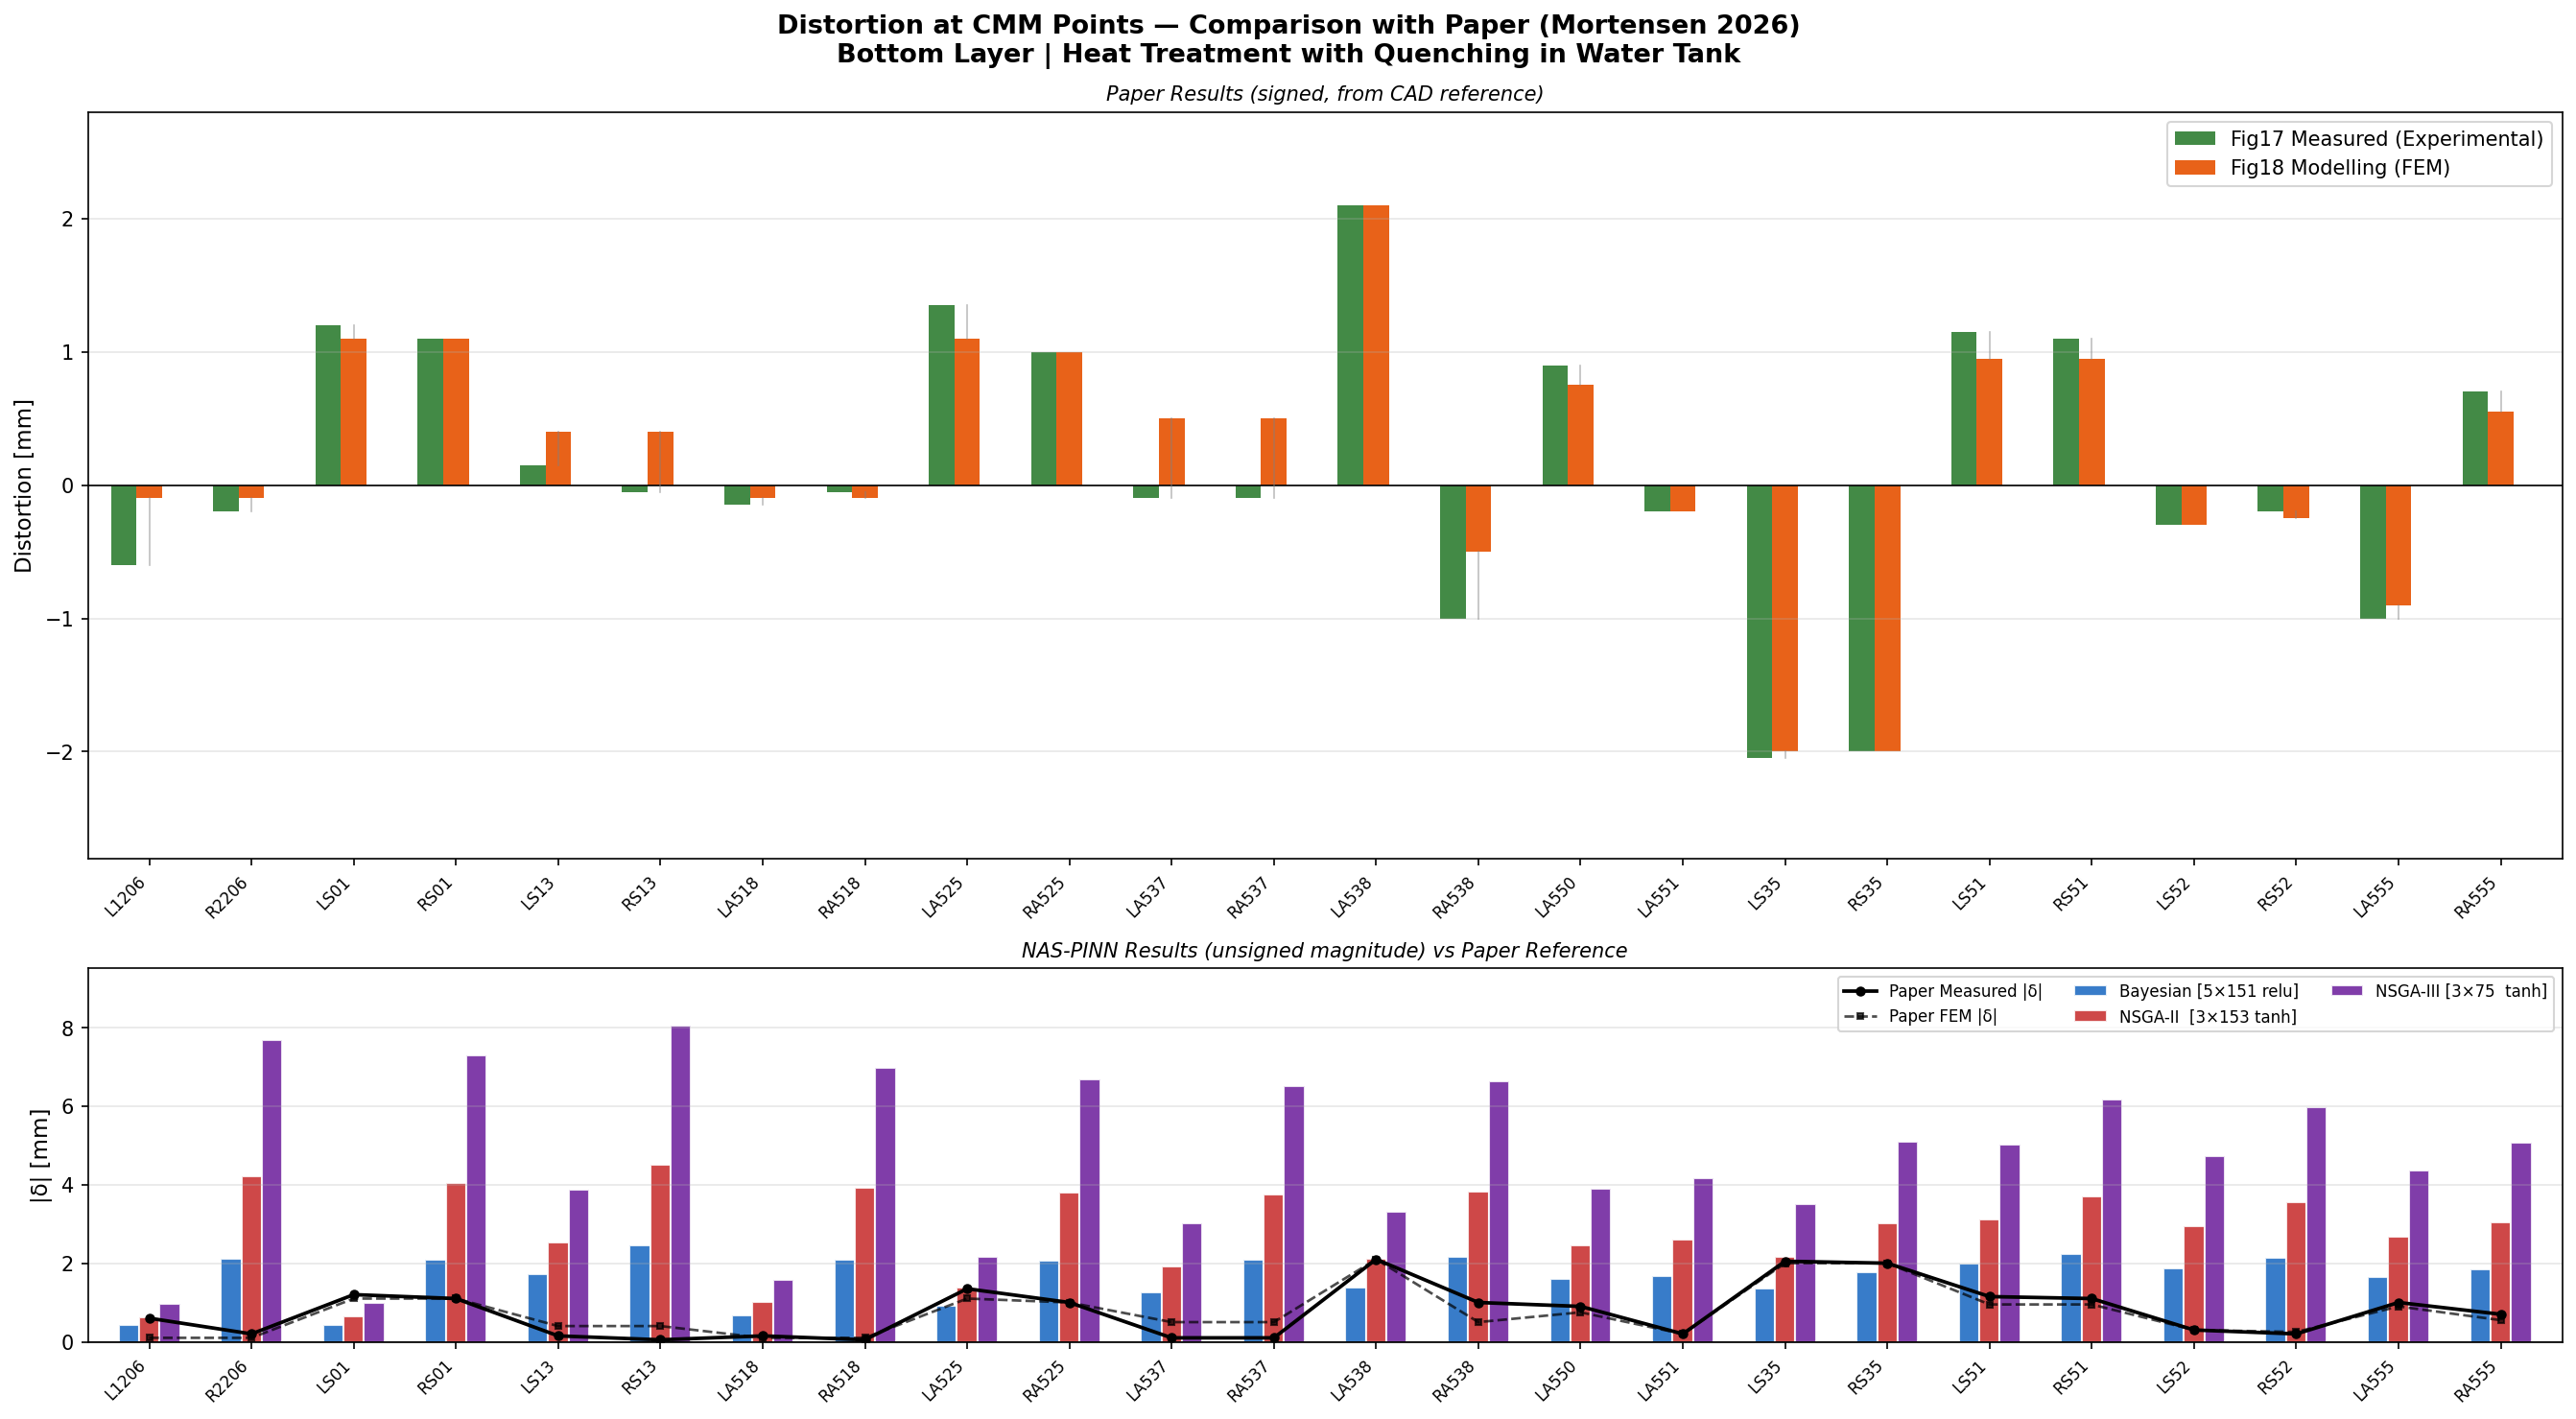 Distortion at CMM Points — Comparison with Paper (Mortensen 2026)
Bottom Layer | Heat Treatment with Quenching in Water Tank
Paper Results (signed, from CAD reference)
Fig17 Measured (Experimental)
Fig18 Modelling (FEM)
Distortion [mm]
2
1
0
−1
−2
L1206 R2206 LS01 RS01 LS13 RS13 LA518 RA518 LA525 RA525 LA537 RA537 LA538 RA538 LA550 LA551 LS35 RS35 LS51 RS51 LS52 RS52 LA555 RA555
NAS-PINN Results (unsigned magnitude) vs Paper Reference
Paper Measured |δ| Bayesian [5×151 relu] NSGA-III [3×75 tanh]
Paper FEM |δ| NSGA-II [3×153 tanh]
|δ| [mm]
8
6
4
2
0
L1206 R2206 LS01 RS01 LS13 RS13 LA518 RA518 LA525 RA525 LA537 RA537 LA538 RA538 LA550 LA551 LS35 RS35 LS51 RS51 LS52 RS52 LA555 RA555